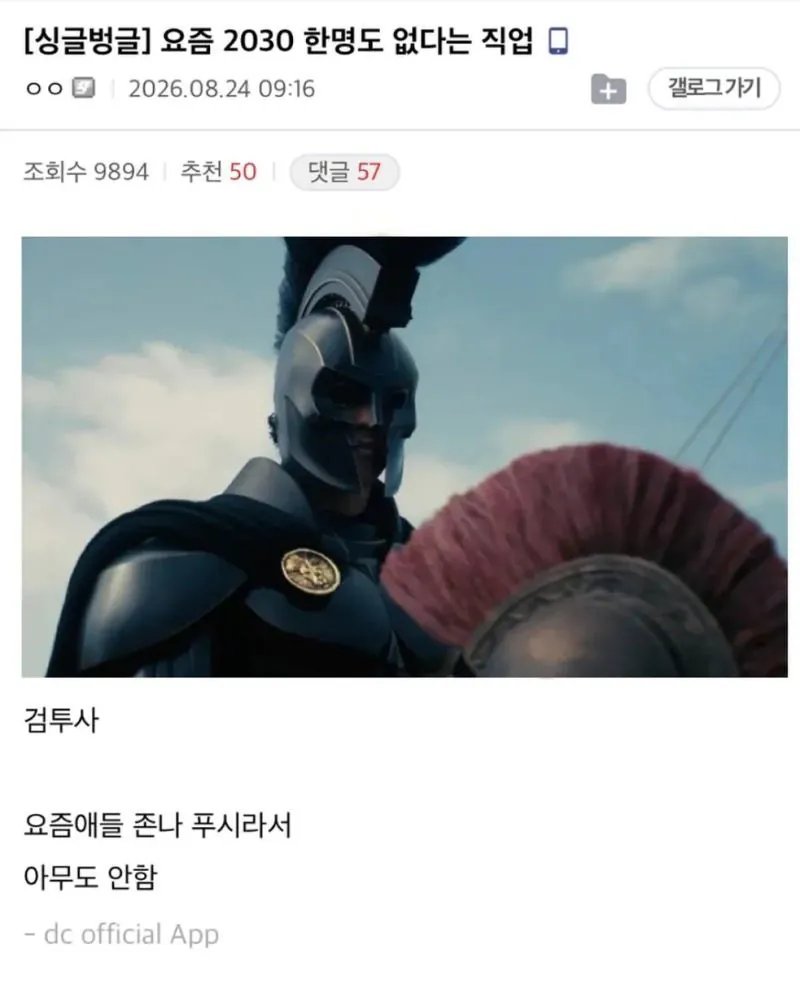 [싱글벙글] 요즘 2030 한명도 없다는 직업
ㅇㅇ 2026.08.24 09:16
갤로그 가기
조회수 9894 추천 50 댓글 57
검투사
요즘애들 존나 푸시라서
아무도 안함
- dc official App